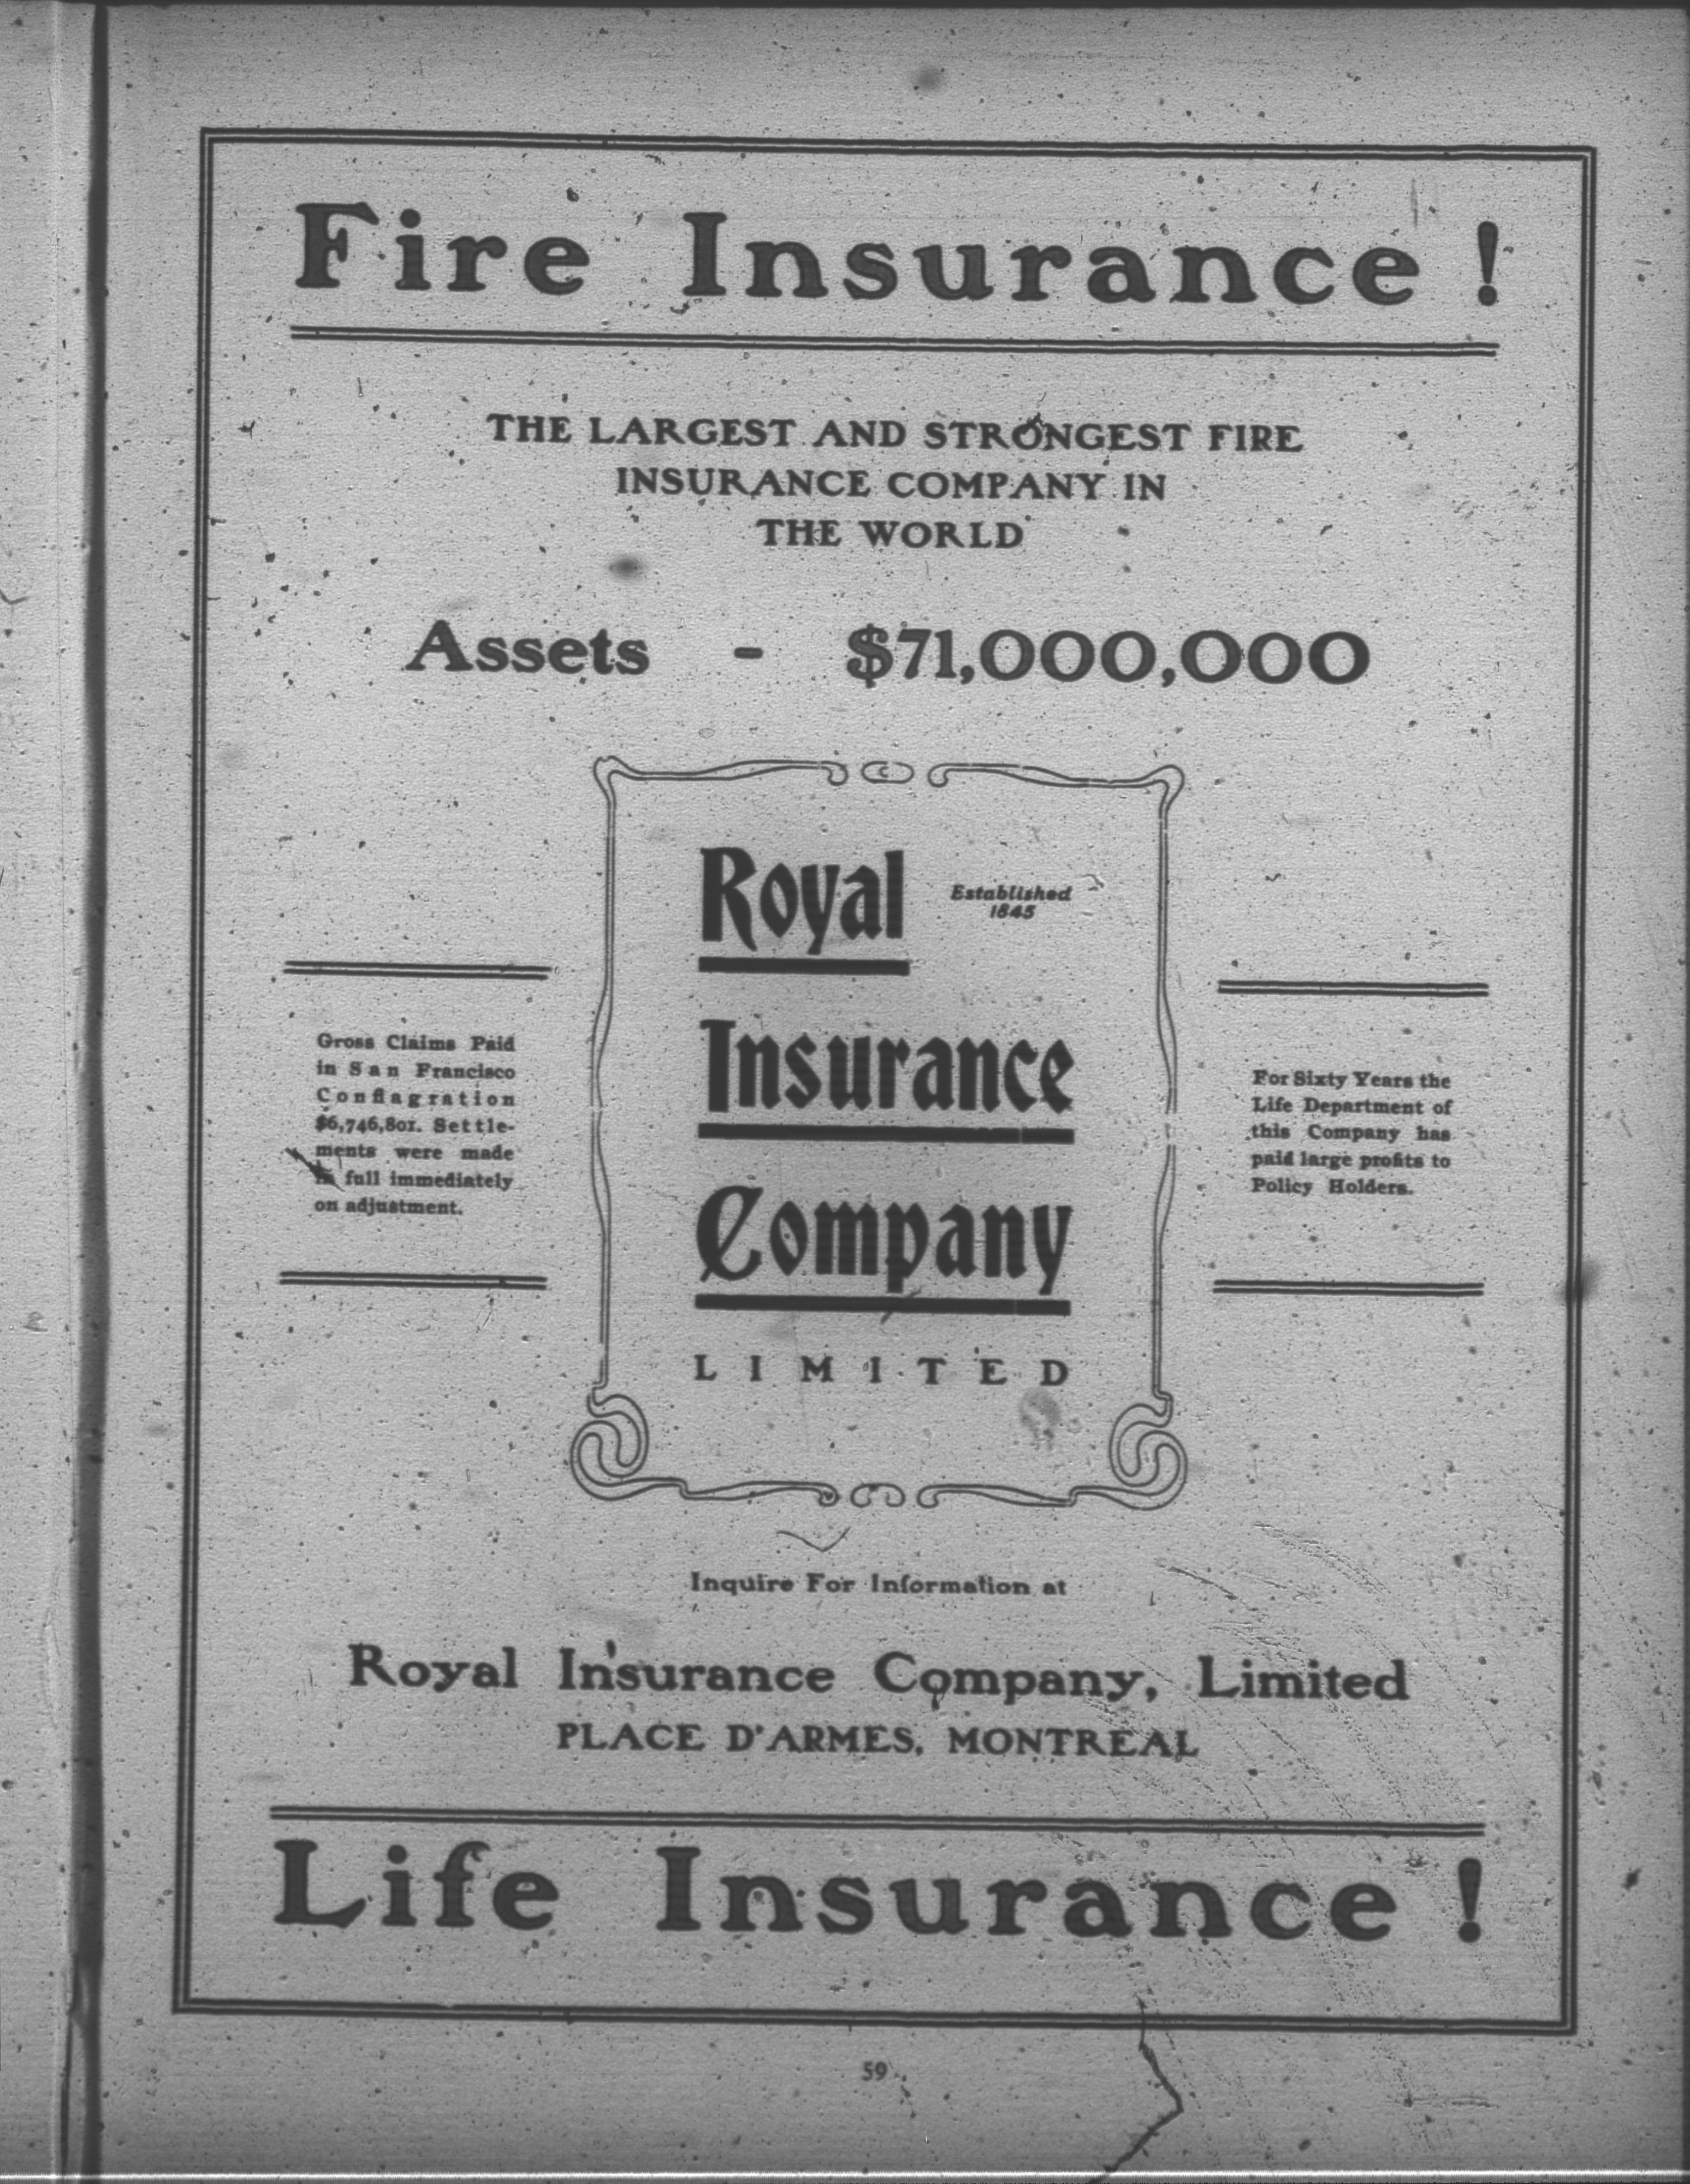 Fire Insurance !
THE LARGEST AND STRONGEST FIRE
INSURANCE COMPANY IN
THE WORLD
Assets - $71,000,000
Royal
Established
1845
Insurance
Company
LIMITED
Gross Claims Paid
in San Francisco
Conflagration
$6,746,801. Settle-
ments were made
in full immediately
on adjustment.
For Sixty Years the
Life Department of
this Company has
paid large profits to
Policy Holders.
Inquire For Information at
Royal Insurance Company, Limited
PLACE D'ARMES, MONTREAL
Life Insurance !
59